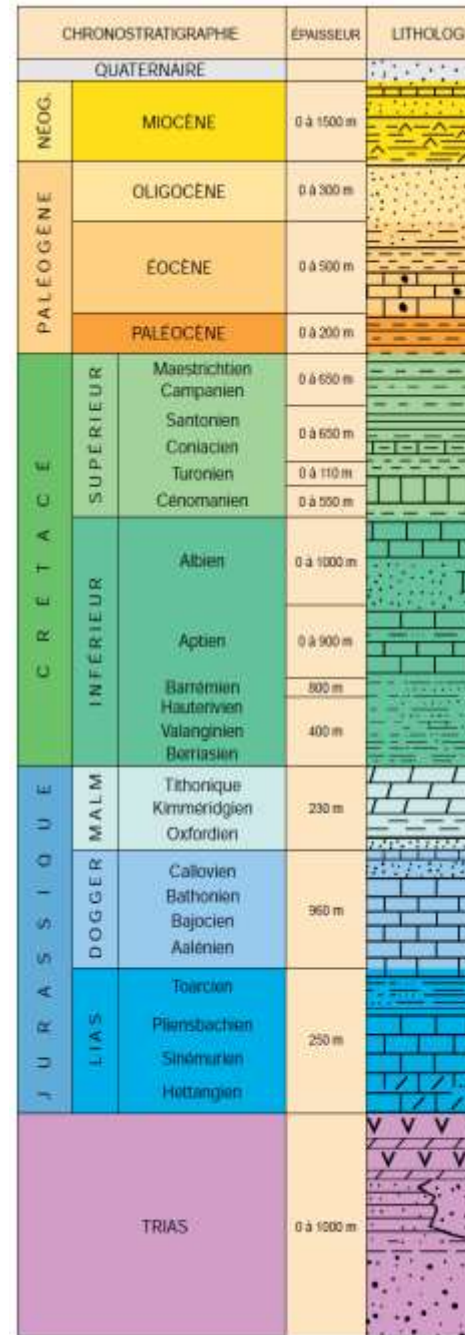 CHRONOSTRATIGRAPHIE ÉPAISSEUR LITHOLOG
QUATERNAIRE
NÉOG.
MIOCÈNE 0 à 1500 m
PALÉOGÈNE
OLIGOCÈNE 0 à 300 m
ÉOCÈNE 0 à 500 m
PALÉOCÈNE 0 à 200 m
CRÉTACÉ
SUPÉRIEUR
Maestrichtien
Campanien
0 à 650 m
Santonien
Coniacien
0 à 650 m
Turonien 0 à 110 m
Cénomanien 0 à 550 m
INFÉRIEUR
Albien 0 à 1000 m
Aptien 0 à 900 m
Barrémien 800 m
Hauterivien
Valanginien 400 m
Berriasien
JURASSIQUE
MALM
Tithonique
Kimméridgien 230 m
Oxfordien
DOGGER
Callovien
Bathonien
Bajocien
Aalénien
960 m
LIAS
Toarcien
Pliensbachien
Sinémurien
Hettangien
250 m
TRIAS 0 à 1000 m